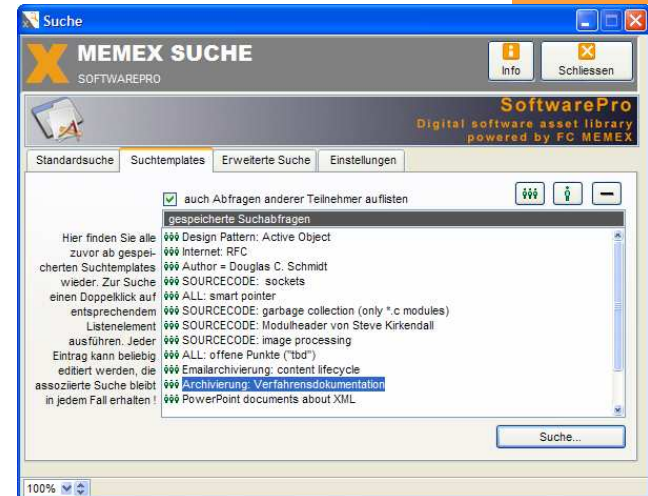 Suche
MEMEX SUCHE
SOFTWAREPRO
Info
Schliessen
SoftwarePro
Digital software asset library
powered by FC MEMEX
Standardsuche
Suchtemplates
Erweiterte Suche
Einstellungen
auch Abfragen anderer Teilnehmer auflisten
gespeicherte Suchabfragen
Hier finden Sie alle
zuvor ab gespei-
cherten Suchtemplates
wieder. Zur Suche
einen Doppelklick auf
entsprechendem
Listenelement
ausführen. Jeder
Eintrag kann beliebig
editiert werden, die
assoziierte Suche bleibt
in jedem Fall erhalten !
Design Pattern: Active Object
Internet: RFC
Author = Douglas C. Schmidt
SOURCECODE: sockets
ALL: smart pointer
SOURCECODE: garbage collection (only *.c modules)
SOURCECODE: Modulheader von Steve Kirkendall
SOURCECODE: image processing
ALL: offene Punkte ("tbd")
Emailarchivierung: content lifecycle
Archivierung: Verfahrensdokumentation
PowerPoint documents about XML
Suche...
100%